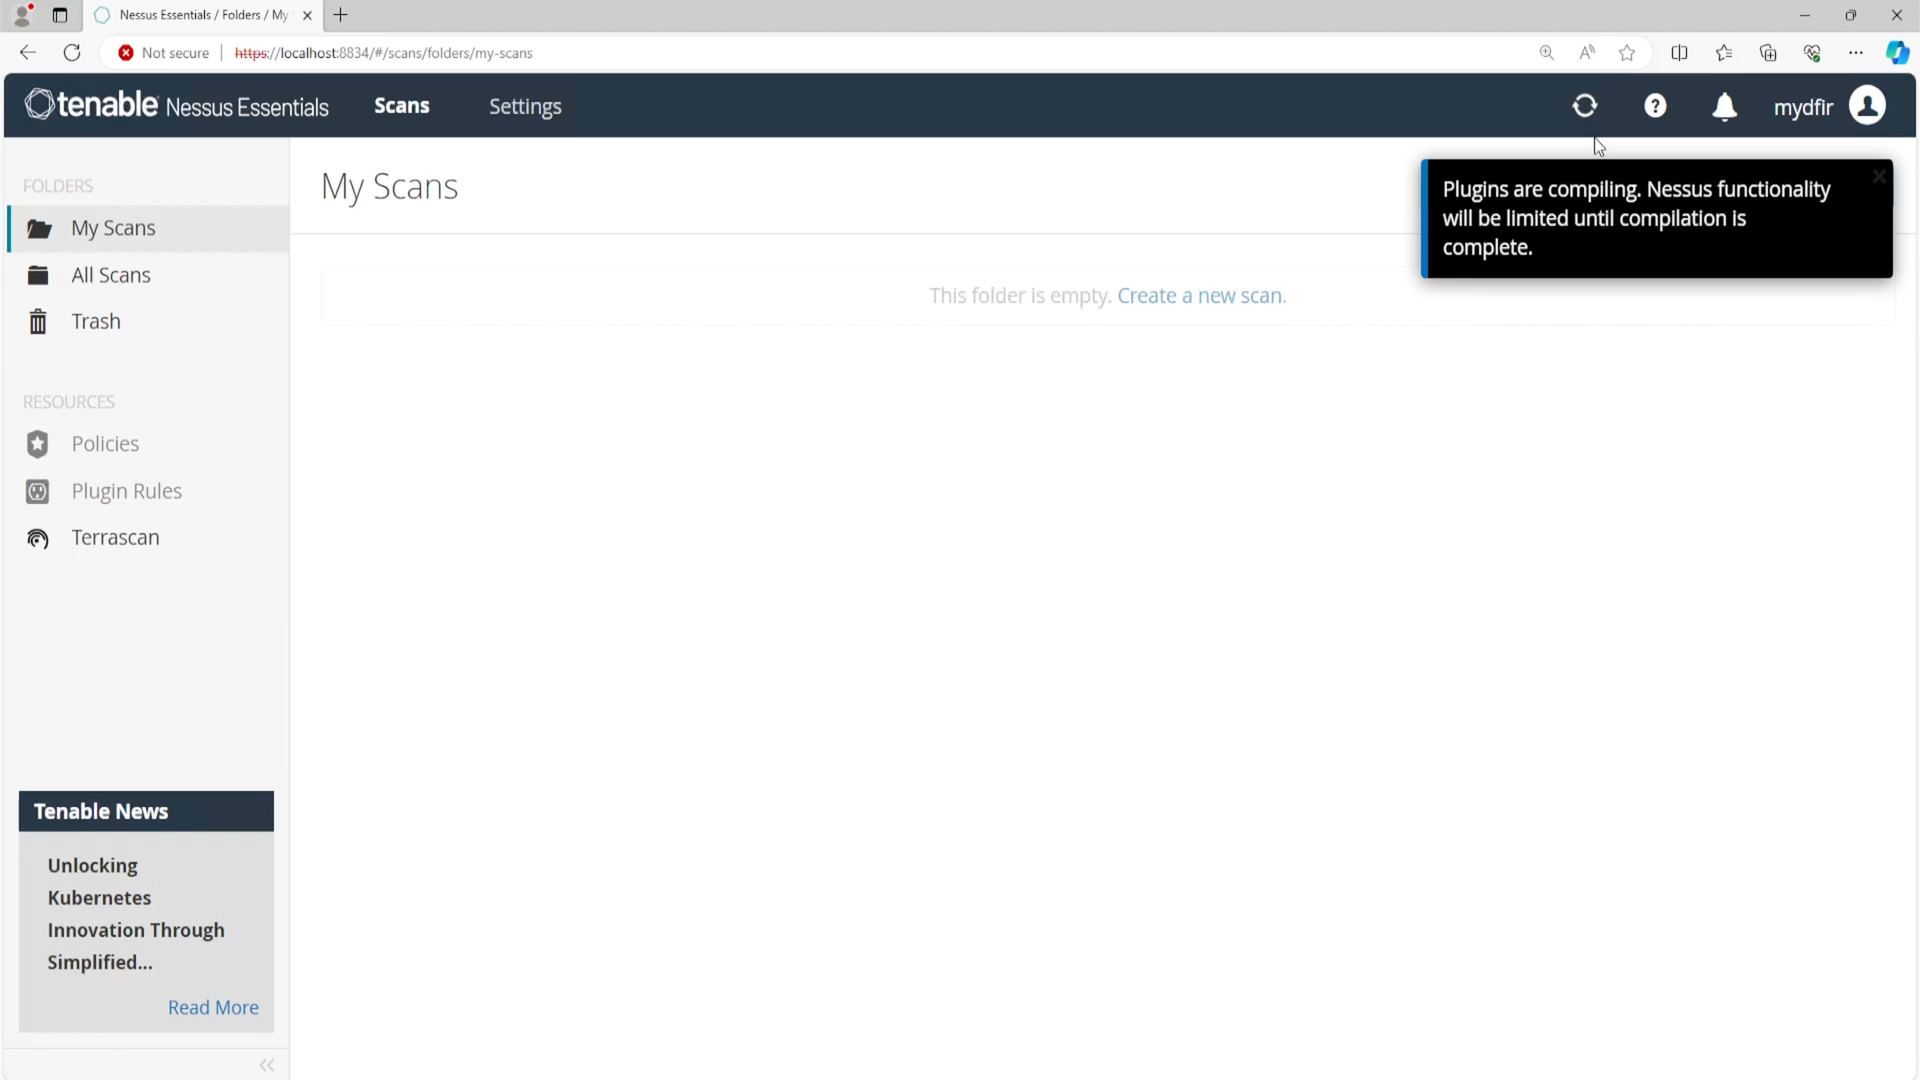 Nessus Essentials / Folders / My
Not secure
https://localhost:8834/#/scans/folders/my-scans
tenable Nessus Essentials
Scans
Settings
mydfir
Plugins are compiling. Nessus functionality
will be limited until compilation is
complete.
FOLDERS
My Scans
All Scans
Trash
RESOURCES
Policies
Plugin Rules
Terrascan
My Scans
This folder is empty. Create a new scan.
Tenable News
Unlocking
Kubernetes
Innovation Through
Simplified...
Read More